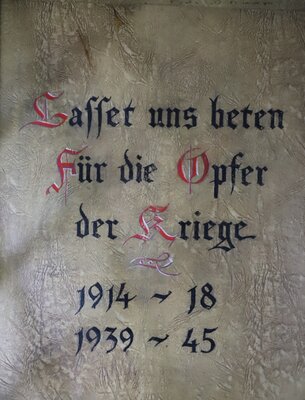 Lasset uns beten
Für die Opfer
der Kriege
1914 ~ 18
1939 ~ 45